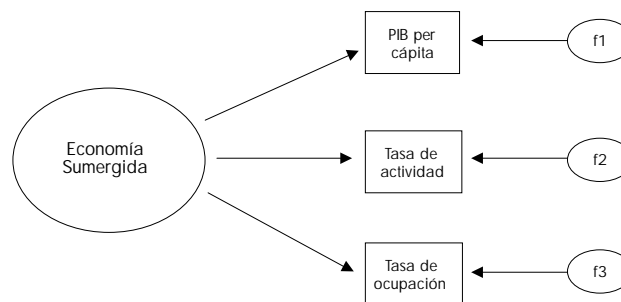 PIB per
cápita
f1
Economía
Sumergida
Tasa de
actividad
f2
Tasa de
ocupación
f3